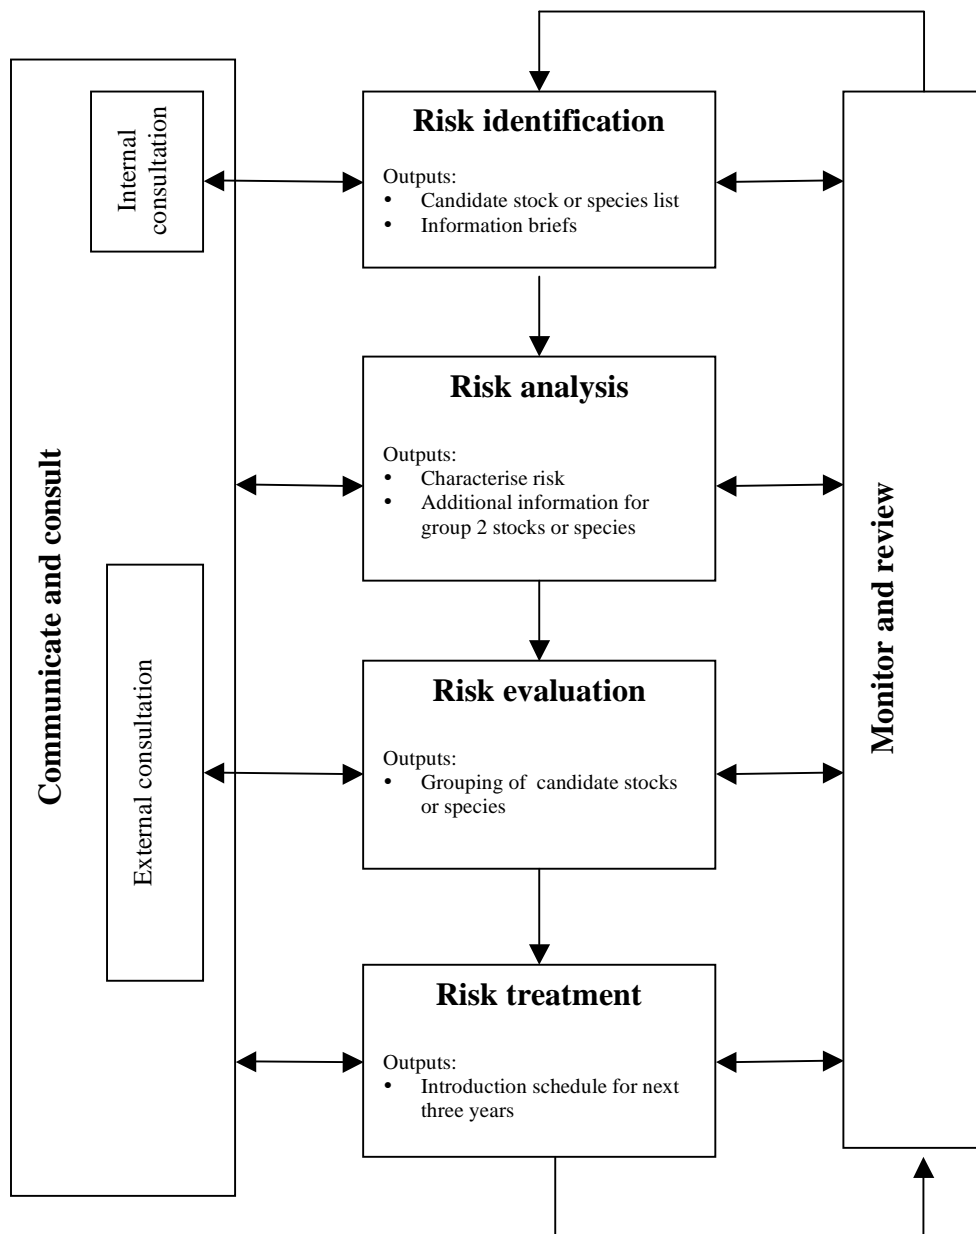 Communicate and consult
Internal
consultation
External consultation
Risk identification
Outputs:
• Candidate stock or species list
• Information briefs
Risk analysis
Outputs:
• Characterise risk
• Additional information for
group 2 stocks or species
Risk evaluation
Outputs:
• Grouping of  candidate stocks
or species
Risk treatment
Outputs:
• Introduction schedule for next
three years
Monitor and review